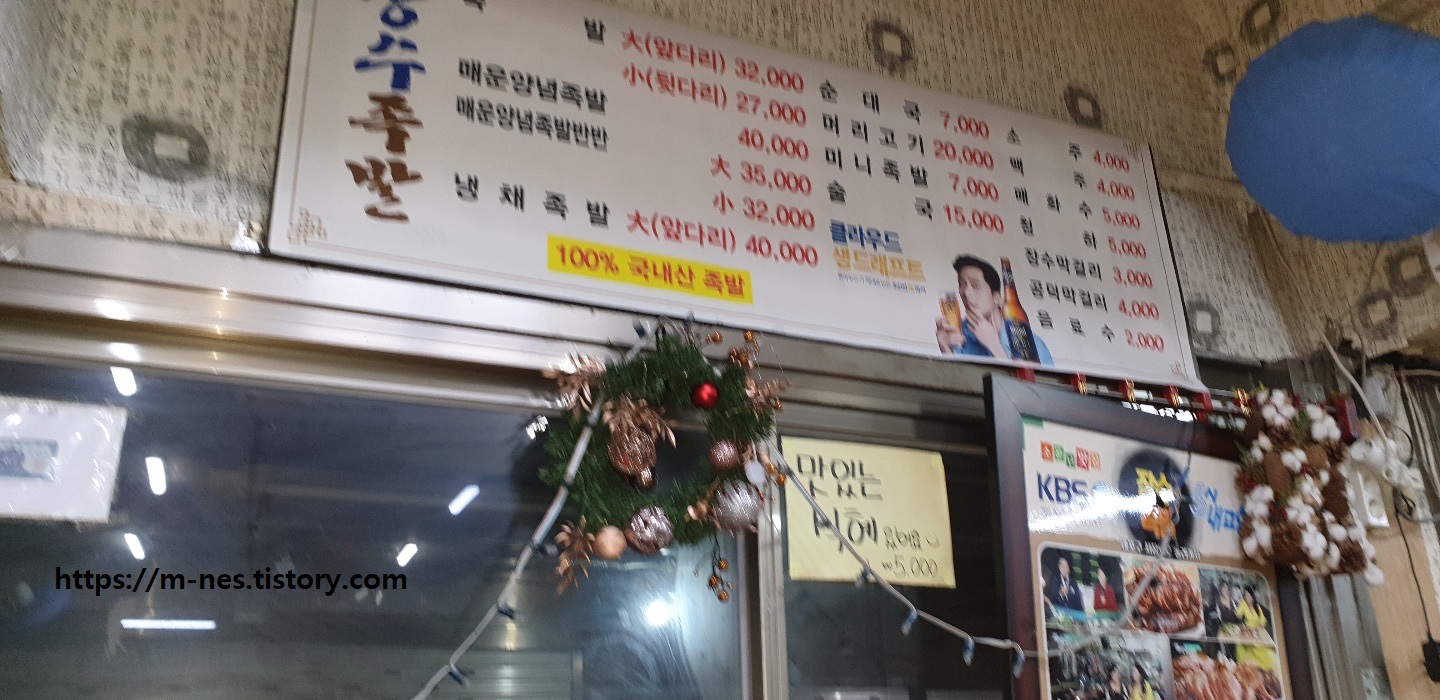 수
족
발
발 大(앞다리) 32,000
小(뒷다리) 27,000
매운양념족발 40,000
매운양념족발반반 大 35,000
小 32,000
냉채족발 大(앞다리) 40,000
100% 국내산 족발
순대국 7,000
머리고기 20,000
미니족발 7,000
술국 15,000
클라우드
생드래프트
소주 4,000
맥주 4,000
매화수 5,000
청하 5,000
장수막걸리 3,000
공덕막걸리 4,000
음료수 2,000
맛있는
식혜 있어요~
₩5,000
KBS
https://m-nes.tistory.com